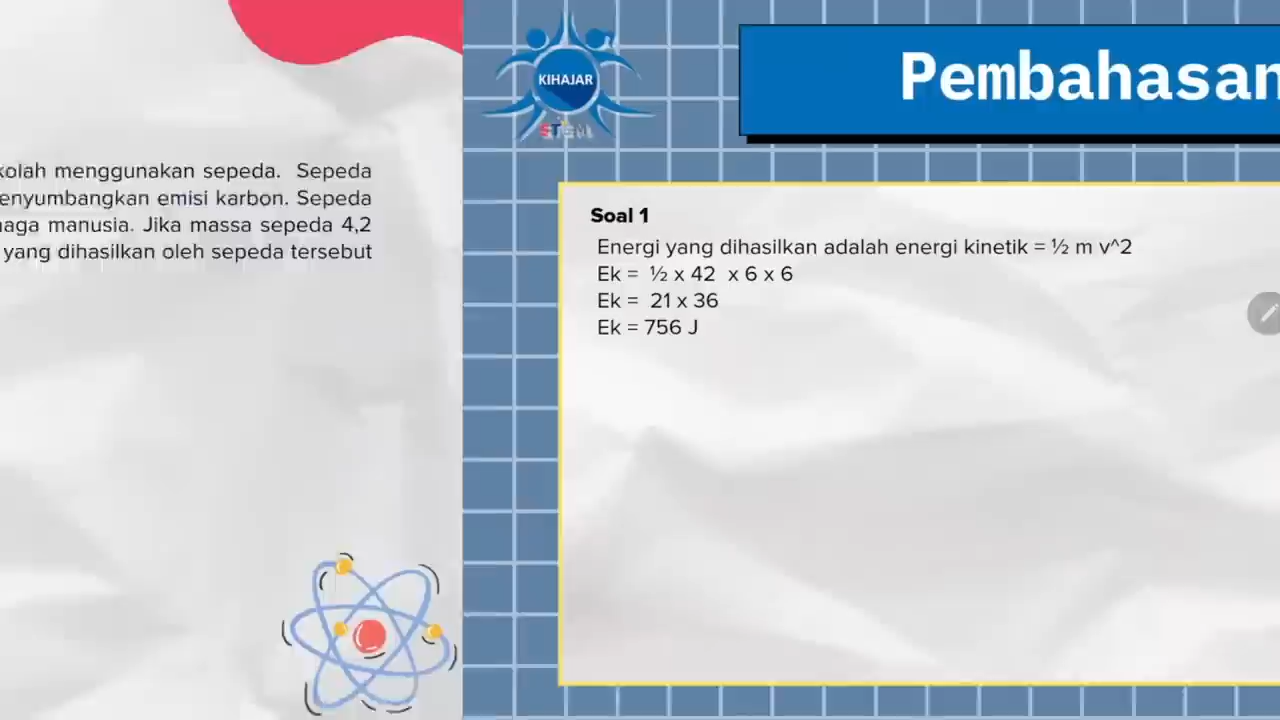 kolah menggunakan sepeda. Sepeda
enyumbangkan emisi karbon. Sepeda
naga manusia. Jika massa sepeda 4,2
yang dihasilkan oleh sepeda tersebut
KIHAJAR
STEM
Pembahasan
Soal 1
Energi yang dihasilkan adalah energi kinetik = ½ m v^2
Ek = ½ x 42 x 6 x 6
Ek = 21 x 36
Ek = 756 J